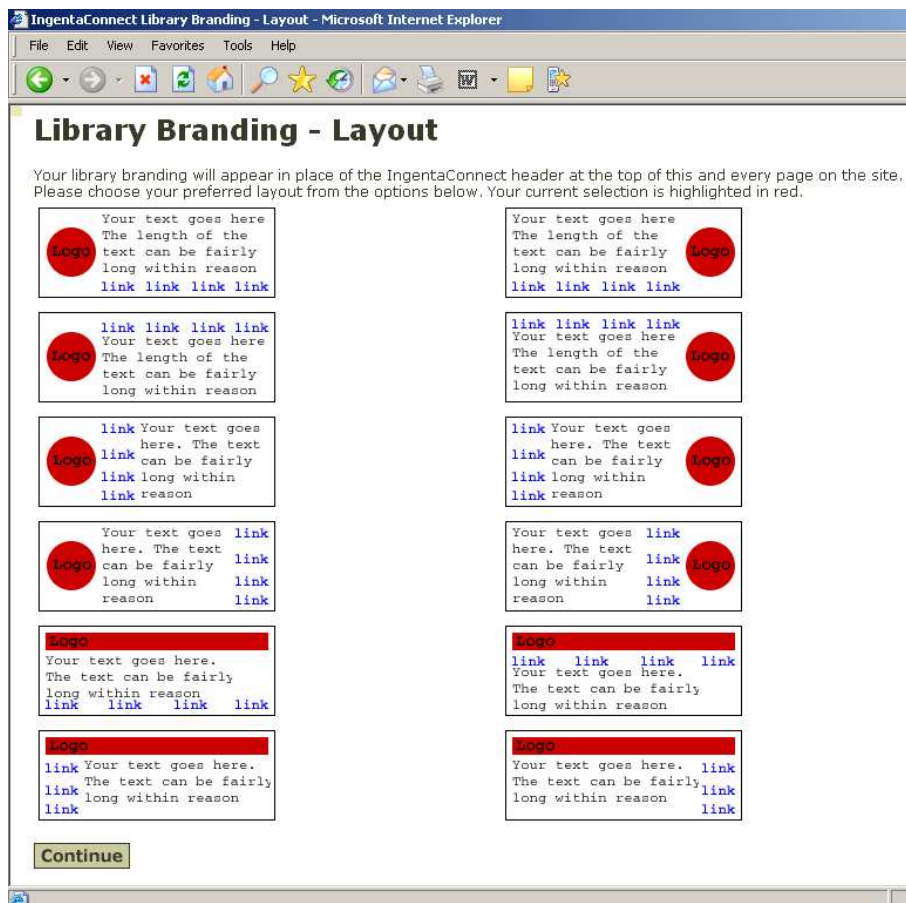 IngentaConnect Library Branding - Layout - Microsoft Internet Explorer
File Edit View Favorites Tools Help
Library Branding - Layout
Your library branding will appear in place of the IngentaConnect header at the top of this and every page on the site.
Please choose your preferred layout from the options below. Your current selection is highlighted in red.
Logo
Your text goes here
The length of the
text can be fairly
long within reason
link link link link
Your text goes here
The length of the
text can be fairly
long within reason
link link link link
Logo
Logo
link link link link
Your text goes here
The length of the
text can be fairly
long within reason
link link link link
Your text goes here
The length of the
text can be fairly
long within reason
Logo
Logo
link Your text goes
here. The text
link can be fairly
link long within
link reason
link Your text goes
here. The text
link can be fairly
link long within
link reason
Logo
Logo
Your text goes link
here. The text
can be fairly link
long within link
reason link
Your text goes link
here. The text
can be fairly link
long within link
reason link
Logo
Logo
Your text goes here.
The text can be fairly
long within reason
link link link link
Logo
link link link link
Your text goes here.
The text can be fairly
long within reason
Logo
link Your text goes here.
The text can be fairly
link long within reason
link
Logo
Your text goes here. link
The text can be fairly
long within reason link
link
Continue